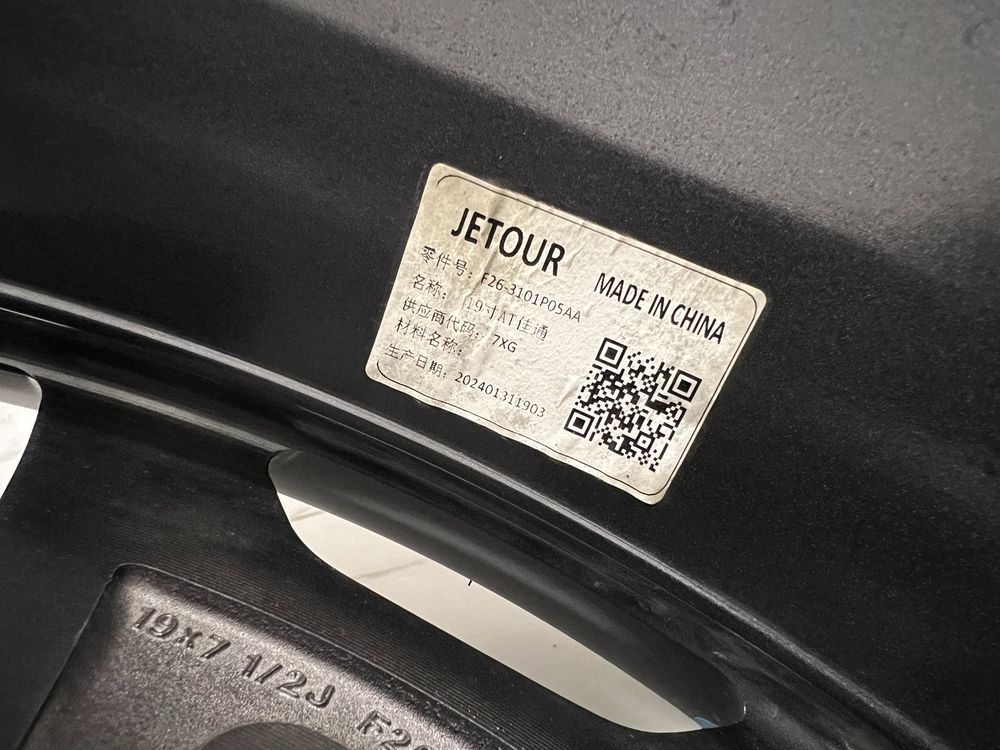 JETOUR
MADE IN CHINA
零件号: F26-3101P05AA
名称: 19寸AT佳通
供应商代码: 7XG
材料名称:
生产日期: 202401311903
19x7 1/2J F26